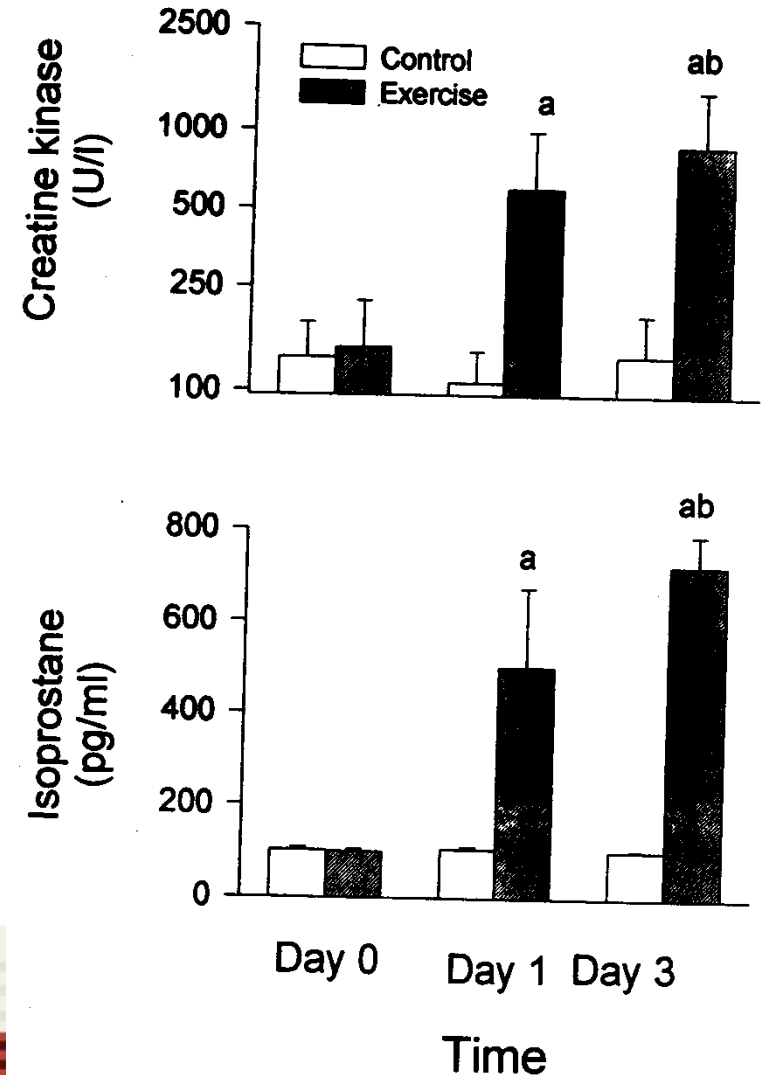 2500
Creatine kinase
(U/l)
Control
Exercise
a
ab
1000
500
250
100
800
Isoprostane
(pg/ml)
a
ab
600
400
200
0
Day 0
Day 1
Day 3
Time